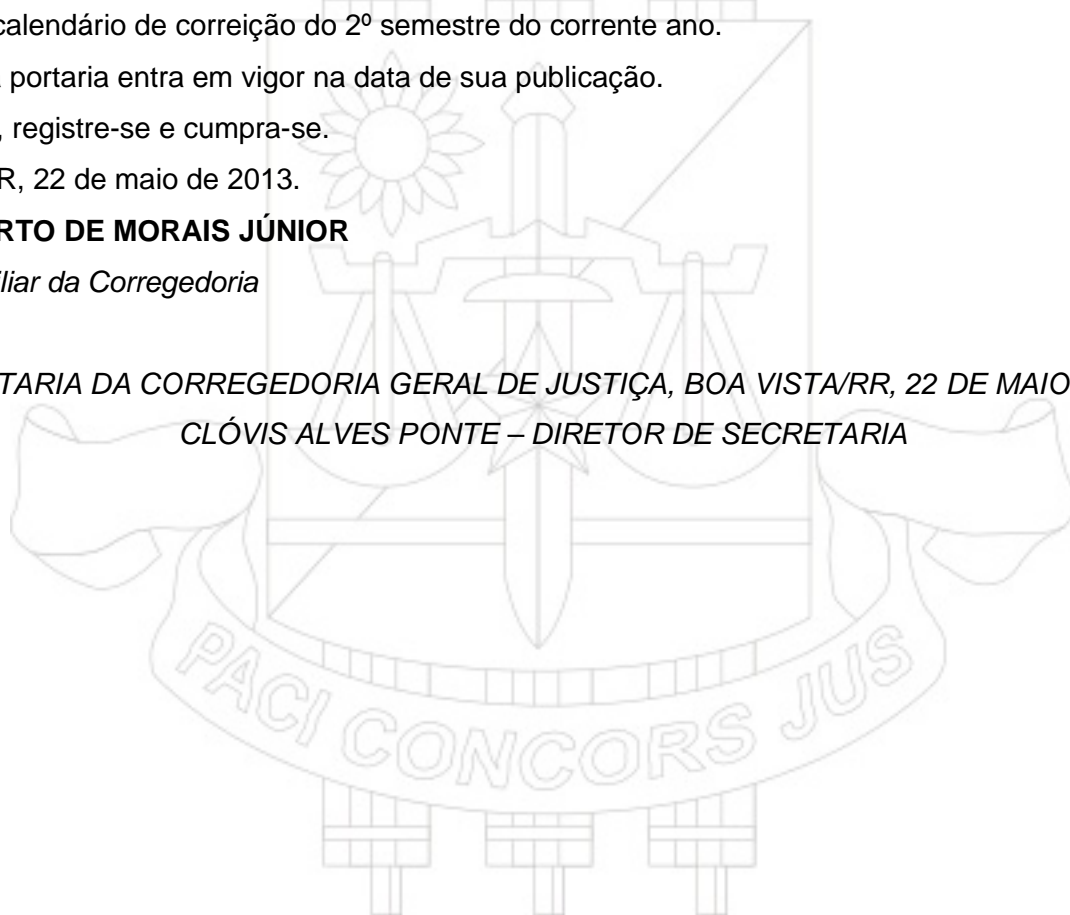 calendário de correição do 2º semestre do corrente ano.
portaria entra em vigor na data de sua publicação.
, registre-se e cumpra-se.
R, 22 de maio de 2013.
RTO DE MORAIS JÚNIOR
liar da Corregedoria
TARIA DA CORREGEDORIA GERAL DE JUSTIÇA, BOA VISTA/RR, 22 DE MAIO
CLÓVIS ALVES PONTE – DIRETOR DE SECRETARIA
PACI CONCORS JUS